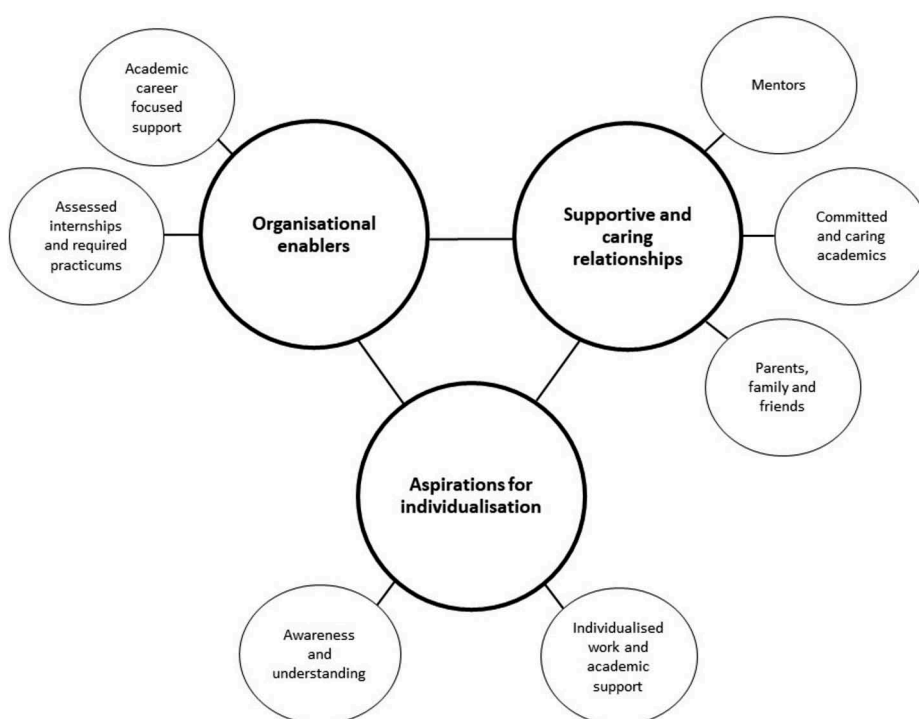 Academic
career
focused
support
Mentors
Assessed
internships
and required
practicums
Organisational
enablers
Supportive and
caring
relationships
Committed
and caring
academics
Parents,
family and
friends
Aspirations for
individualisation
Awareness
and
understanding
Individualised
work and
academic
support